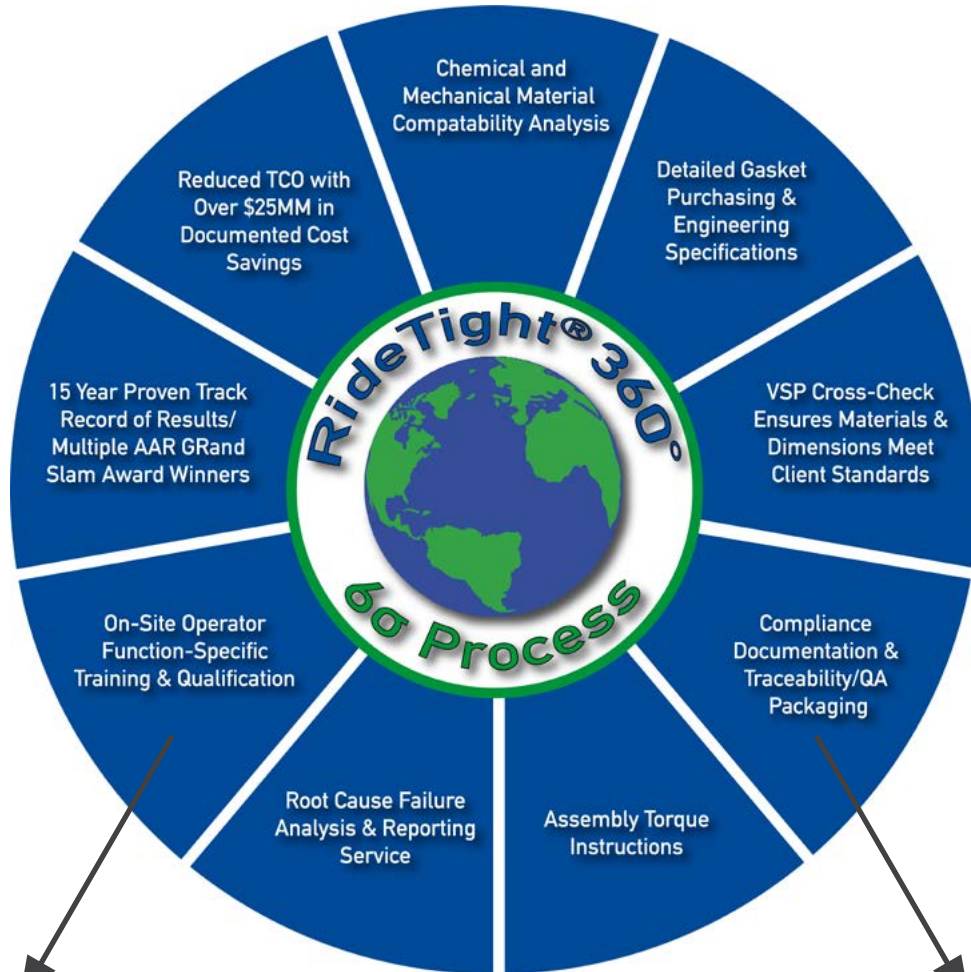 Chemical and
Mechanical Material
Compatability Analysis
Detailed Gasket
Purchasing &
Engineering
Specifications
VSP Cross-Check
Ensures Materials &
Dimensions Meet
Client Standards
Compliance
Documentation &
Traceability/QA
Packaging
Assembly Torque
Instructions
Root Cause Failure
Analysis & Reporting
Service
On-Site Operator
Function-Specific
Training & Qualification
15 Year Proven Track
Record of Results/
Multiple AAR GRand
Slam Award Winners
Reduced TCO with
Over $25MM in
Documented Cost
Savings
RideTight® 360°
6σ Process